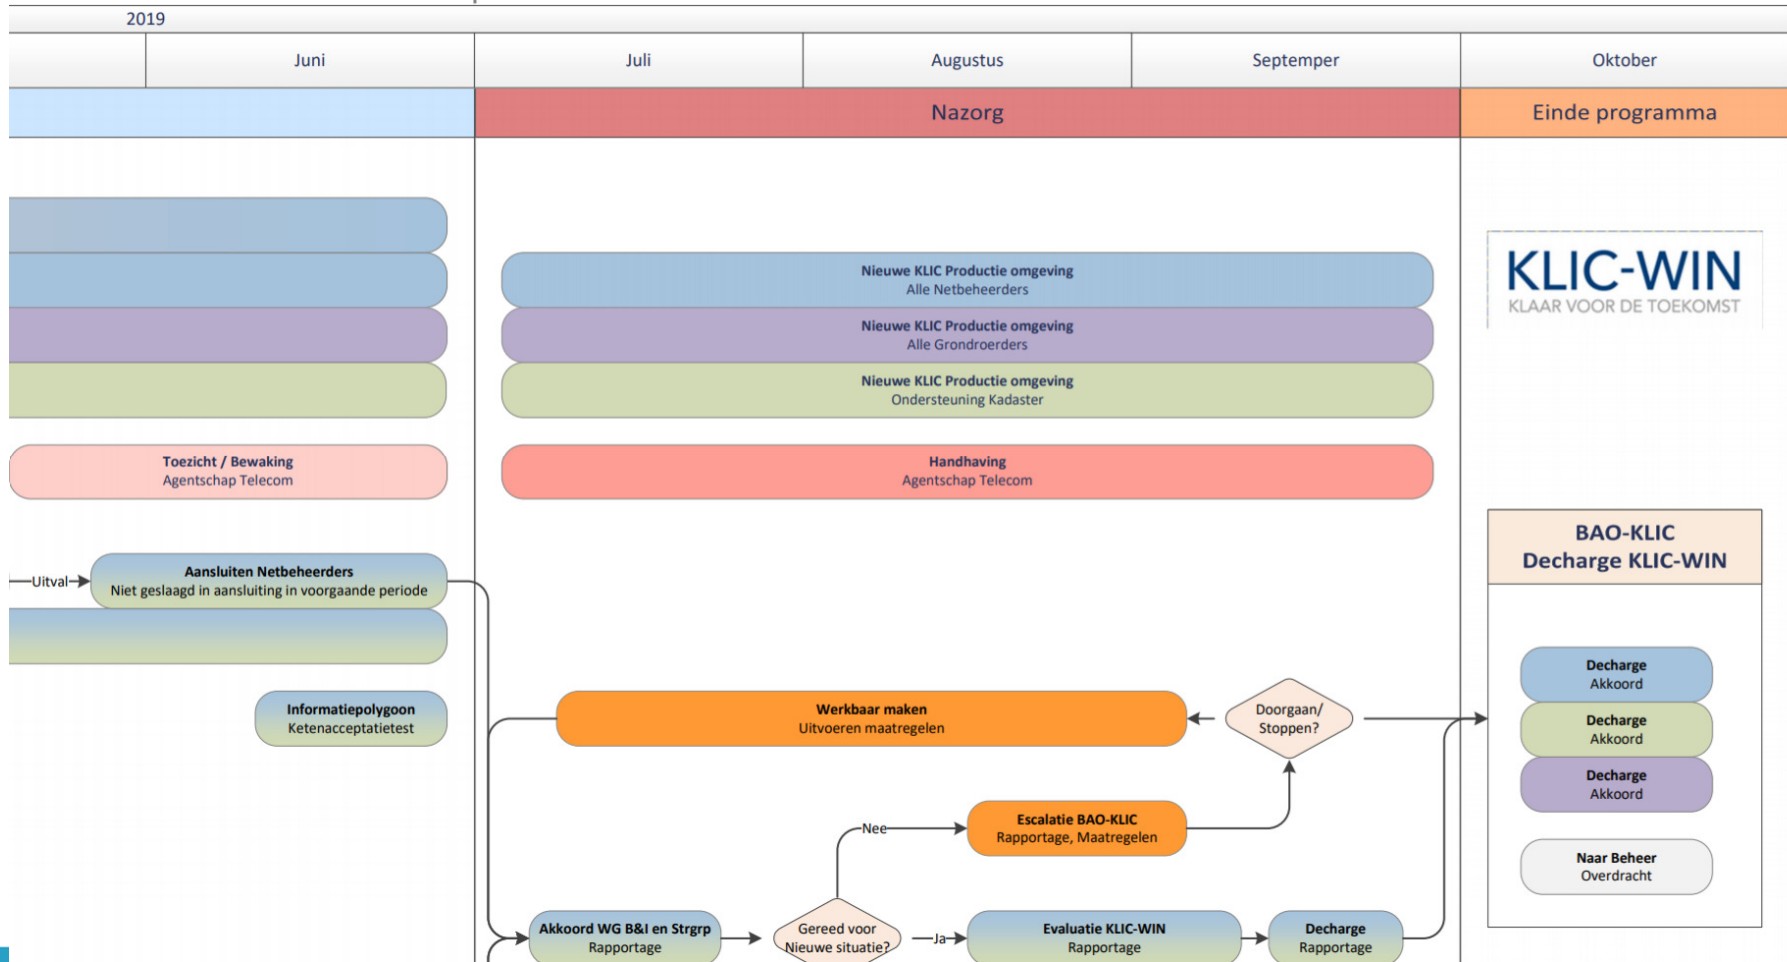 2019
Juni
Juli
Augustus
Septemper
Oktober
Nazorg
Einde programma
KLIC-WIN
KLAAR VOOR DE TOEKOMST
Nieuwe KLIC Productie omgeving
Alle Netbeheerders
Nieuwe KLIC Productie omgeving
Alle Grondroerders
Nieuwe KLIC Productie omgeving
Ondersteuning Kadaster
Toezicht / Bewaking
Agentschap Telecom
Handhaving
Agentschap Telecom
BAO-KLIC
Decharge KLIC-WIN
Uitval
Aansluiten Netbeheerders
Niet geslaagd in aansluiting in voorgaande periode
Informatiepolygoon
Ketenacceptatietest
Werkbaar maken
Uitvoeren maatregelen
Doorgaan/
Stoppen?
Decharge
Akkoord
Decharge
Akkoord
Decharge
Akkoord
Nee
Escalatie BAO-KLIC
Rapportage, Maatregelen
Naar Beheer
Overdracht
Akkoord WG B&I en Strgrp
Rapportage
Gereed voor
Nieuwe situatie?
Ja
Evaluatie KLIC-WIN
Rapportage
Decharge
Rapportage